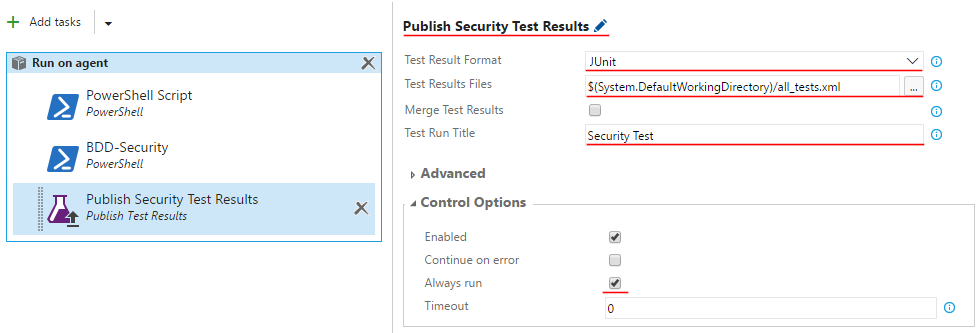 Add tasks
Run on agent
PowerShell Script
PowerShell
BDD-Security
PowerShell
Publish Security Test Results
Publish Test Results
Publish Security Test Results
Test Result Format JUnit
Test Results Files $(System.DefaultWorkingDirectory)/all_tests.xml ...
Merge Test Results
Test Run Title Security Test
Advanced
Control Options
Enabled
Continue on error
Always run
Timeout 0